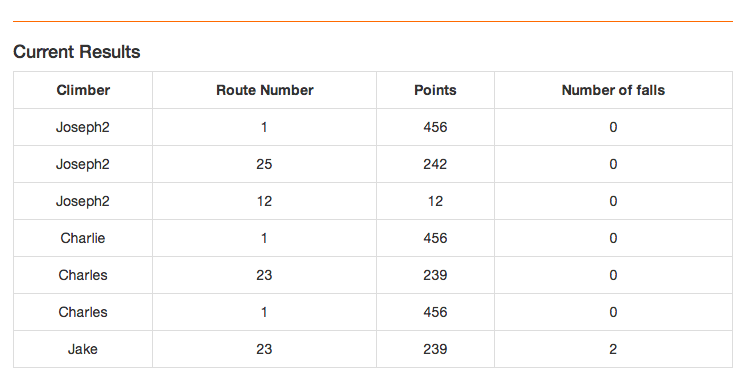 Current Results
Climber Route Number Points Number of falls
Joseph2 1 456 0
Joseph2 25 242 0
Joseph2 12 12 0
Charlie 1 456 0
Charles 23 239 0
Charles 1 456 0
Jake 23 239 2